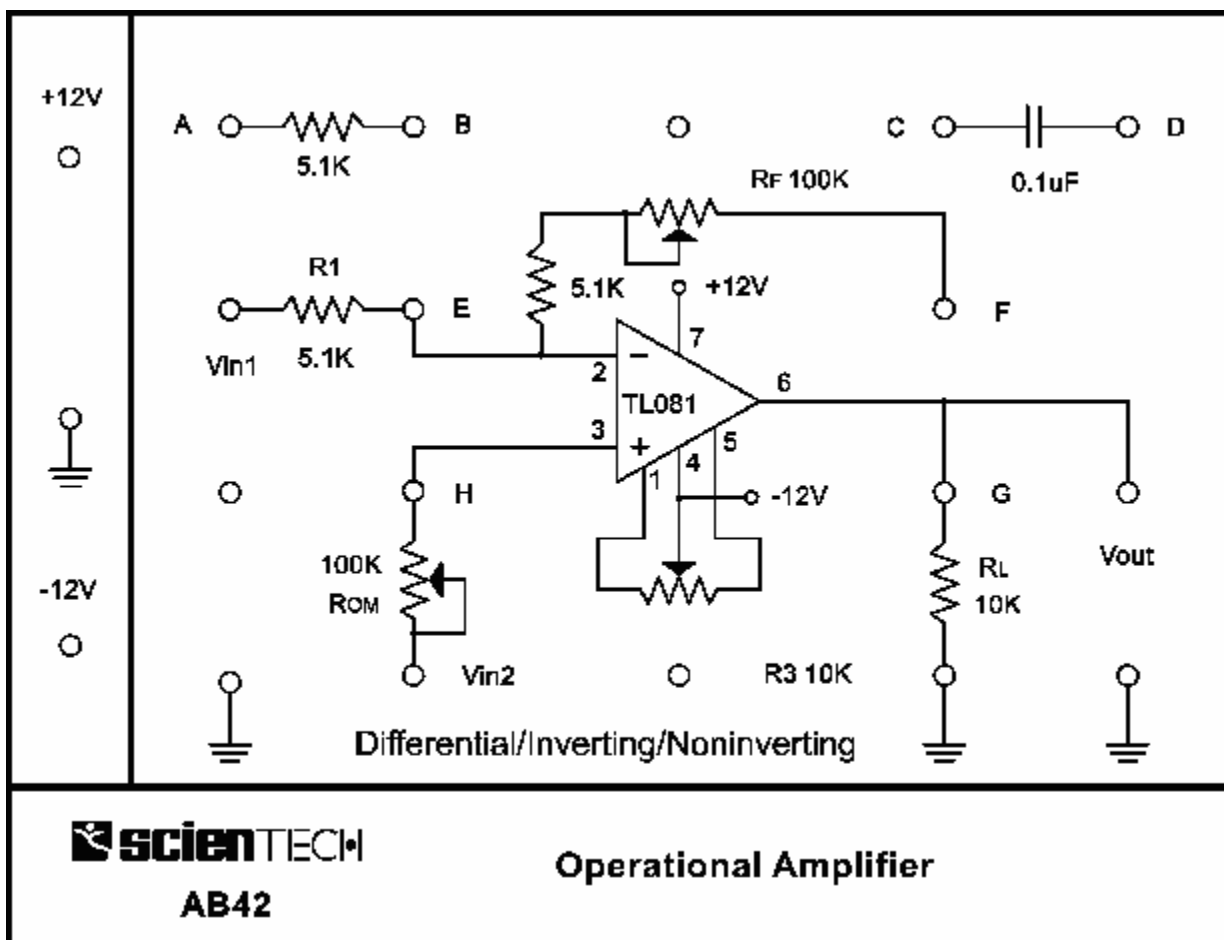 +12V
A
B
C
D
5.1K
RF 100K
0.1uF
R1
E
5.1K
+12V
F
Vin1
5.1K
7
2
−
6
TL081
3
+
5
4
1
H
-12V
G
100K
ROM
-12V
Vout
RL
10K
Vin2
R3 10K
Differential/Inverting/Noninverting
scienTECH
AB42
Operational Amplifier